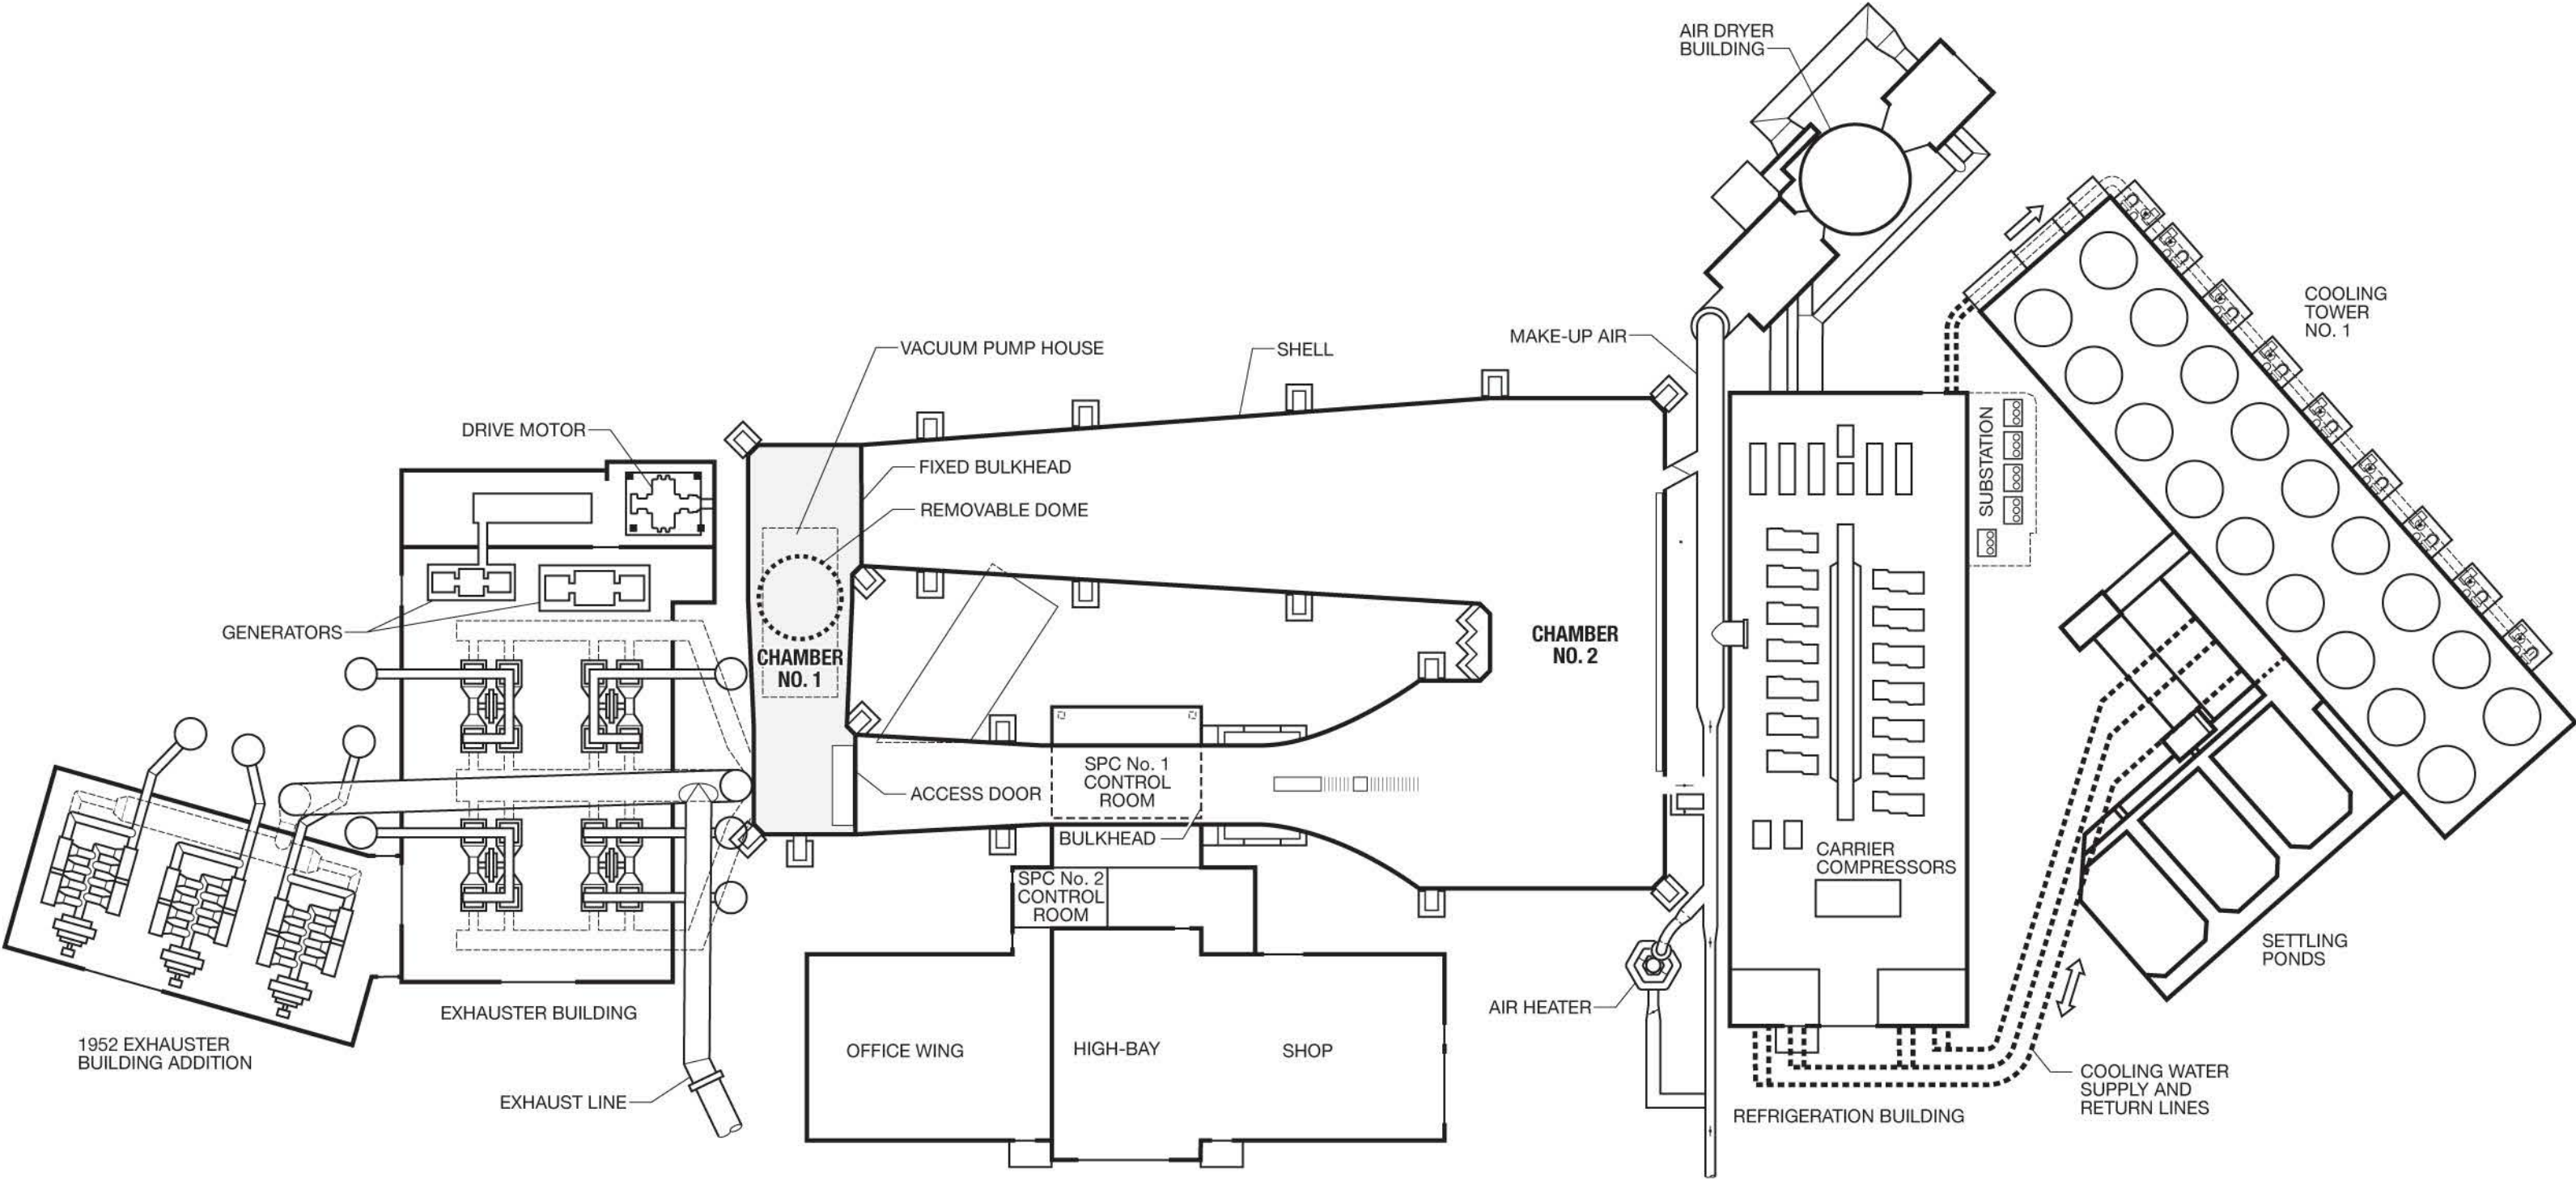 AIR DRYER
BUILDING
COOLING
TOWER
NO. 1
MAKE-UP AIR
VACUUM PUMP HOUSE
SHELL
DRIVE MOTOR
FIXED BULKHEAD
REMOVABLE DOME
SUBSTATION
GENERATORS
CHAMBER
NO. 1
CHAMBER
NO. 2
SPC No. 1
CONTROL
ROOM
ACCESS DOOR
BULKHEAD
CARRIER
COMPRESSORS
SPC No. 2
CONTROL
ROOM
SETTLING
PONDS
AIR HEATER
EXHAUSTER BUILDING
1952 EXHAUSTER
BUILDING ADDITION
OFFICE WING
HIGH-BAY
SHOP
EXHAUST LINE
COOLING WATER
SUPPLY AND
RETURN LINES
REFRIGERATION BUILDING